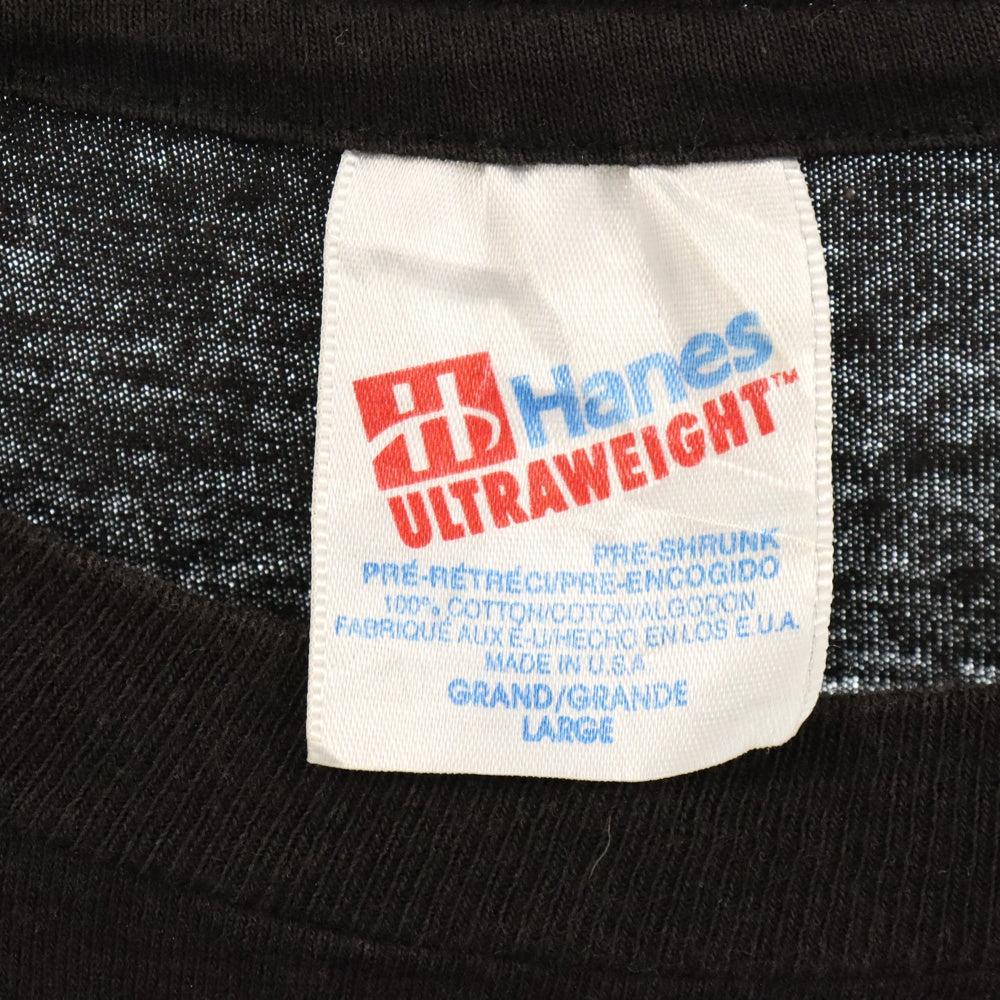 H Hanes
ULTRAWEIGHT™
PRE-SHRUNK
PRÉ-RÉTRÉCI/PRE-ENCOGIDO
100% COTTON/COTON/ALGODON
FABRIQUÉ AUX É-U/HECHO EN LOS E.U.A.
MADE IN U.S.A
GRAND/GRANDE
LARGE